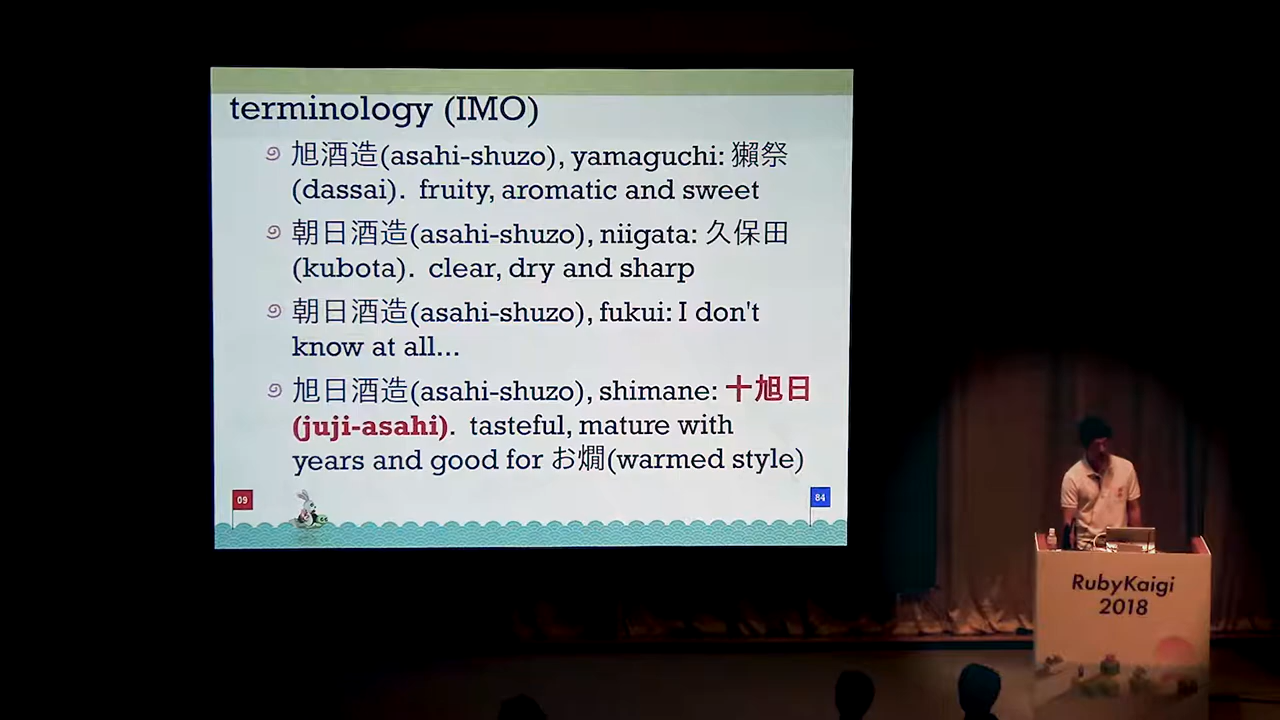 terminology (IMO)
旭酒造(asahi-shuzo), yamaguchi: 獺祭
(dassai).  fruity, aromatic and sweet
朝日酒造(asahi-shuzo), niigata: 久保田
(kubota).  clear, dry and sharp
朝日酒造(asahi-shuzo), fukui: I don't
know at all...
旭日酒造(asahi-shuzo), shimane: 十旭日
(juji-asahi).  tasteful, mature with
years and good for お燗(warmed style)
09
84
RubyKaigi
2018